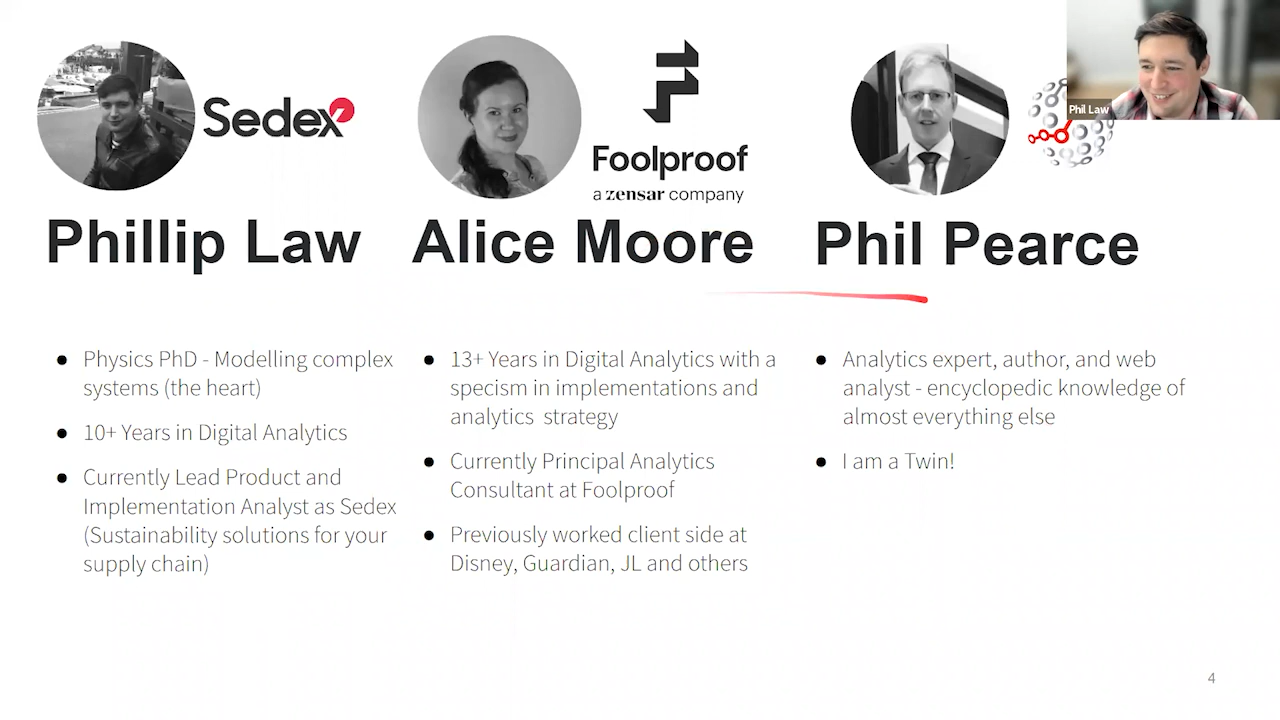 Sedex
Foolproof
a zensar company
Phil Law
Phillip Law
Alice Moore
Phil Pearce
● Physics PhD - Modelling complex
systems (the heart)
● 10+ Years in Digital Analytics
● Currently Lead Product and
Implementation Analyst as Sedex
(Sustainability solutions for your
supply chain)
● 13+ Years in Digital Analytics with a
specism in implementations and
analytics strategy
● Currently Principal Analytics
Consultant at Foolproof
● Previously worked client side at
Disney, Guardian, JL and others
● Analytics expert, author, and web
analyst - encyclopedic knowledge of
almost everything else
● I am a Twin!
4